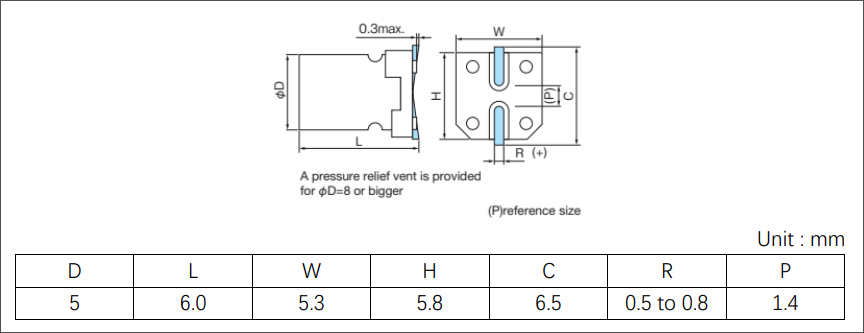 0.3max.
W
φD
H
(P)
C
L
R (+)
A pressure relief vent is provided
for φD=8 or bigger
(P)reference size
Unit : mm
D L W H C R P
5 6.0 5.3 5.8 6.5 0.5 to 0.8 1.4